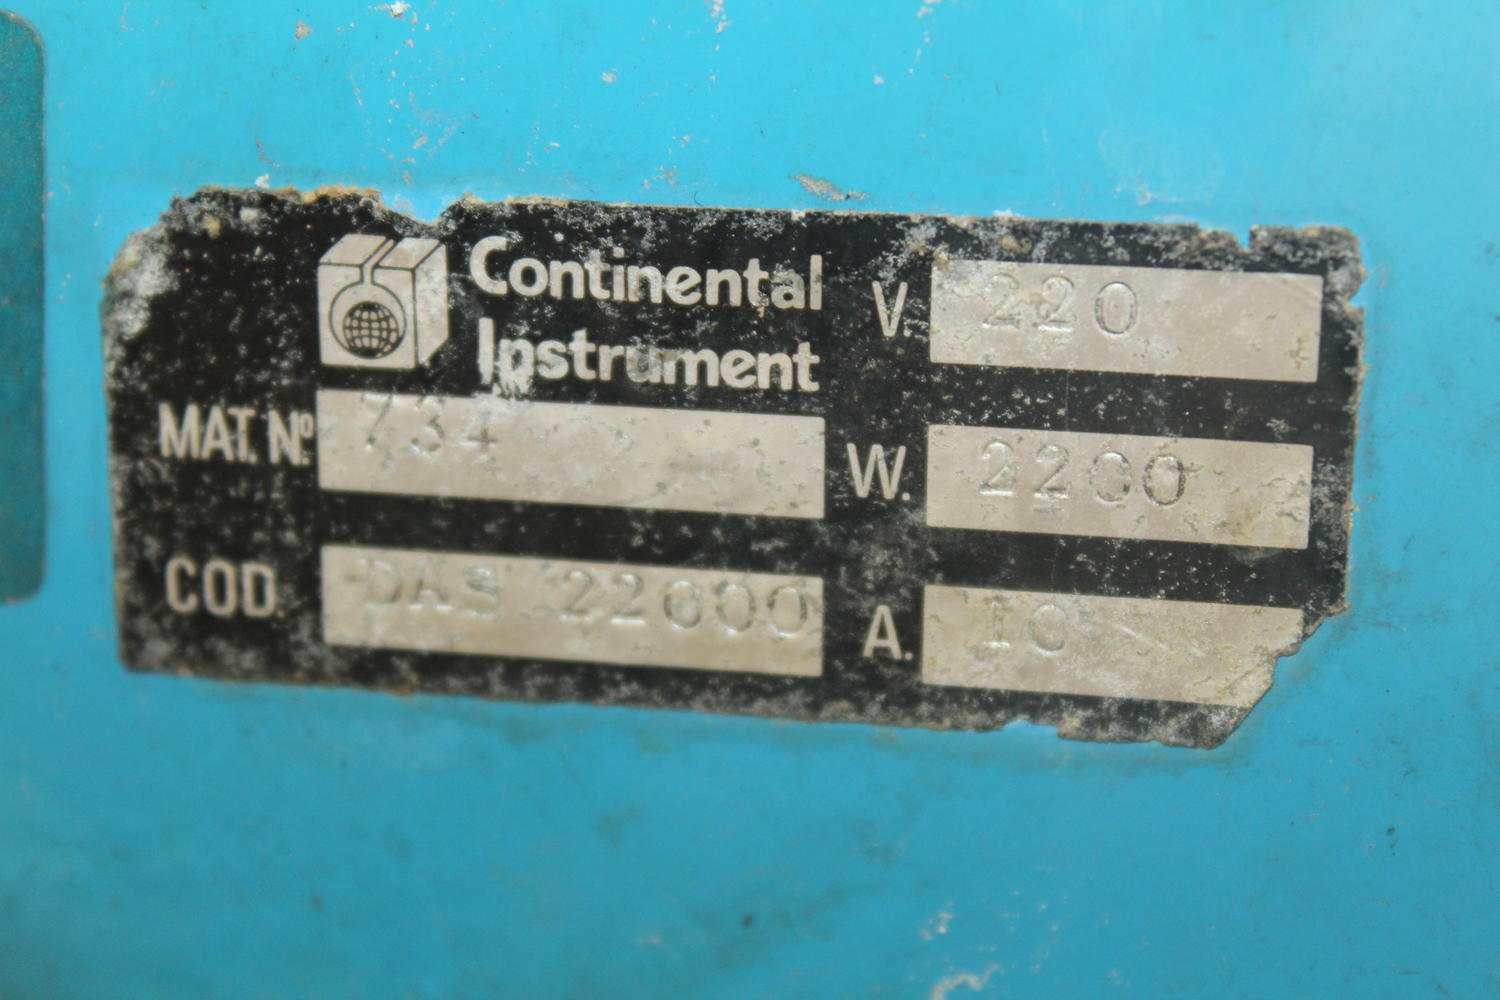 Continental
Instrument
MAT. Nº 734
COD. DAS 22000
V. 220
W. 2200
A. 10